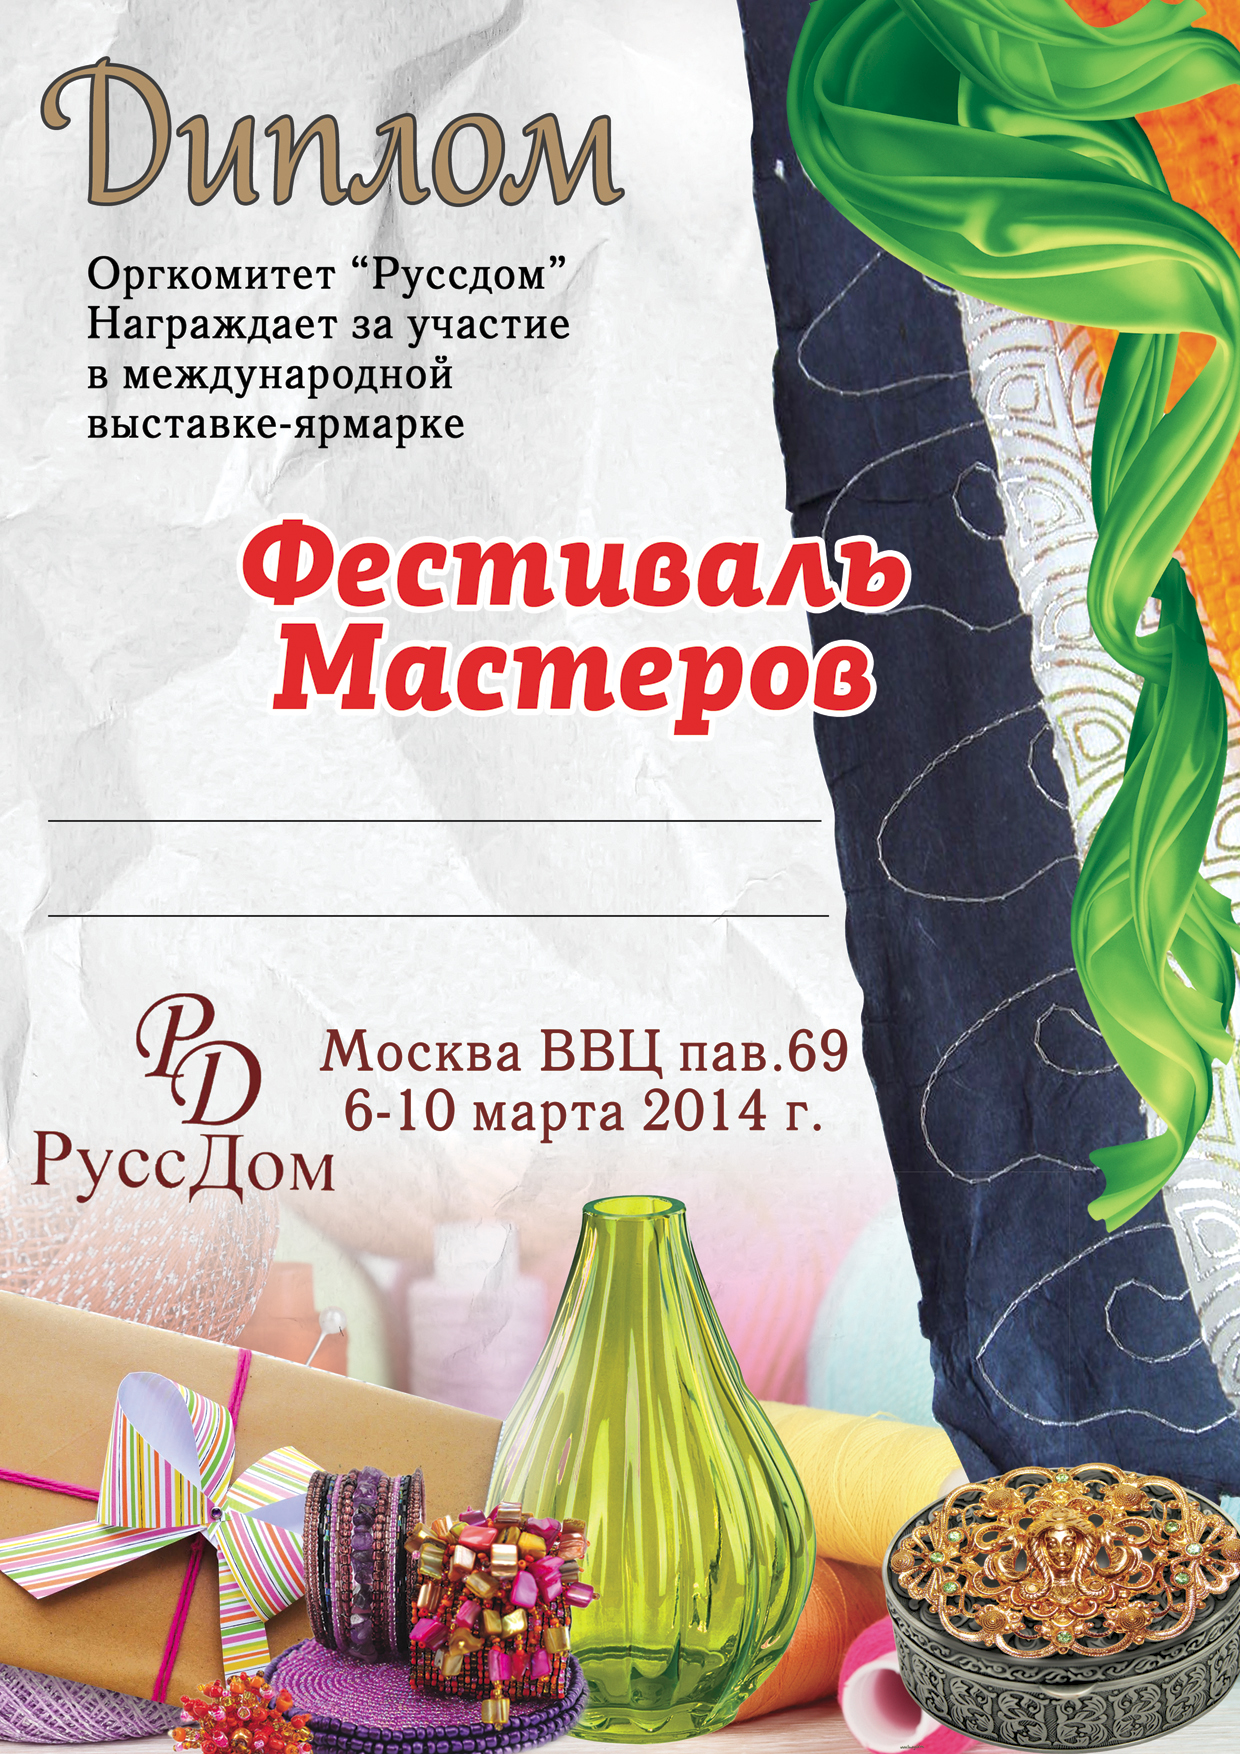 Диплом
Оргкомитет “Руссдом”
Награждает за участие
в международной
выставке-ярмарке
Фестиваль
Мастеров
РД
РуссДом
Москва ВВЦ пав.69
6-10 марта 2014 г.